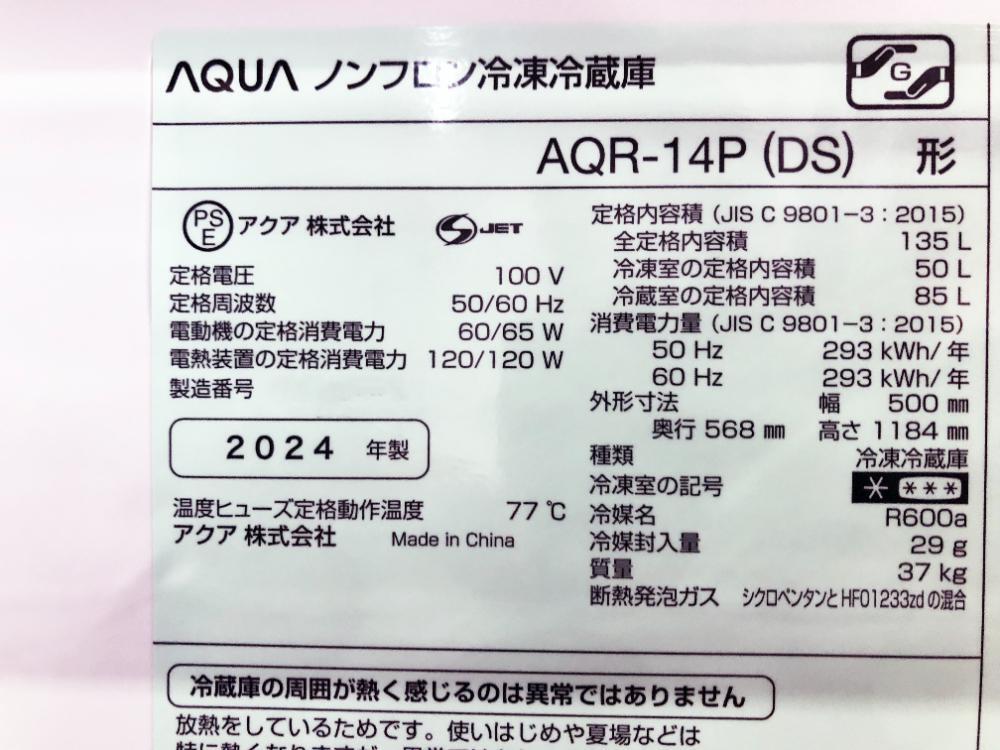 AQUA ノンフロン冷凍冷蔵庫
G
AQR-14P (DS) 形
PSE アクア 株式会社 JET
定格電圧 100 V
定格周波数 50/60 Hz
電動機の定格消費電力 60/65 W
電熱装置の定格消費電力 120/120 W
製造番号
2024 年製
温度ヒューズ定格動作温度 77 ℃
アクア 株式会社 Made in China
定格内容積 (JIS C 9801-3 : 2015)
全定格内容積 135 L
冷凍室の定格内容積 50 L
冷蔵室の定格内容積 85 L
消費電力量 (JIS C 9801-3 : 2015)
50 Hz 293 kWh/年
60 Hz 293 kWh/年
外形寸法 幅 500 ㎜
奥行 568 ㎜ 高さ 1184 ㎜
種類 冷凍冷蔵庫
冷凍室の記号 * ***
冷媒名 R600a
冷媒封入量 29 g
質量 37 kg
断熱発泡ガス シクロペンタンとHFO1233zdの混合
冷蔵庫の周囲が熱く感じるのは異常ではありません
放熱をしているためです。使いはじめや夏場などは